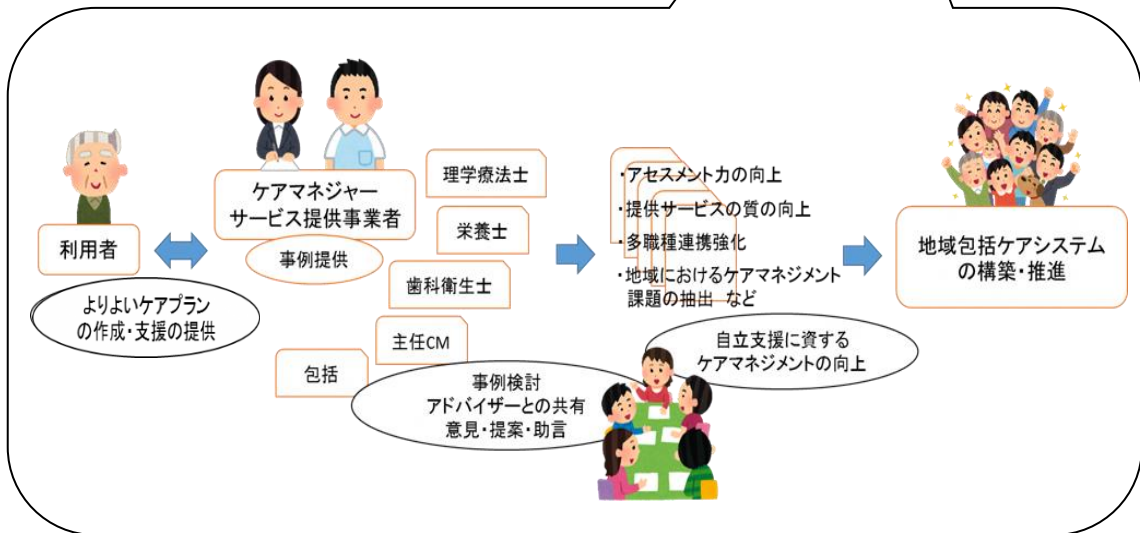 利用者
よりよいケアプラン
の作成・支援の提供
ケアマネジャー
サービス提供事業者
事例提供
理学療法士
栄養士
歯科衛生士
主任CM
包括
事例検討
アドバイザーとの共有
意見・提案・助言
・アセスメント力の向上
・提供サービスの質の向上
・多職種連携強化
・地域におけるケアマネジメント
課題の抽出 など
自立支援に資する
ケアマネジメントの向上
地域包括ケアシステム
の構築・推進